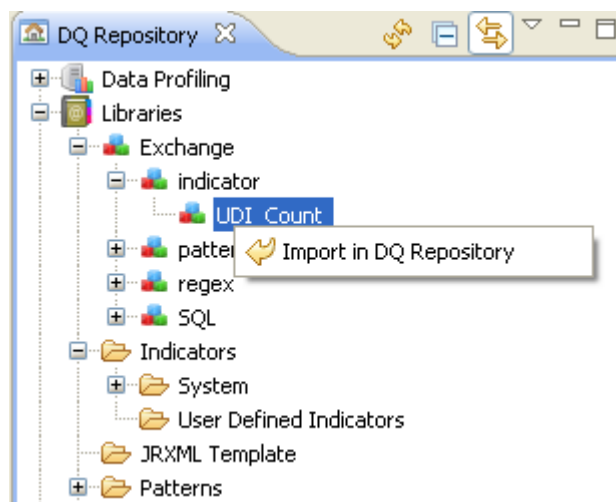 DQ Repository
Data Profiling
Libraries
Exchange
indicator
UDI_Count
Import in DQ Repository
regex
SQL
Indicators
System
User Defined Indicators
JRXML Template
Patterns